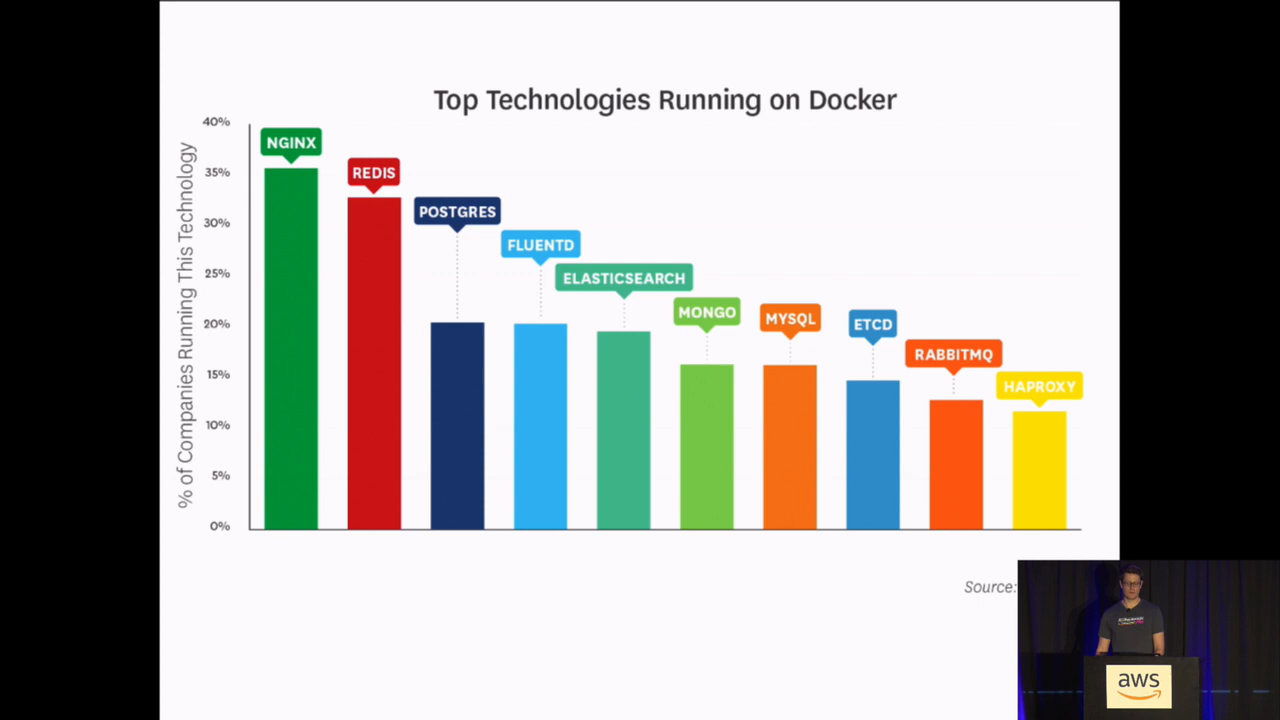 Top Technologies Running on Docker
% of Companies Running This Technology
40%
35%
30%
25%
20%
15%
10%
5%
0%
NGINX
REDIS
POSTGRES
FLUENTD
ELASTICSEARCH
MONGO
MYSQL
ETCD
RABBITMQ
HAPROXY
Source:
aws